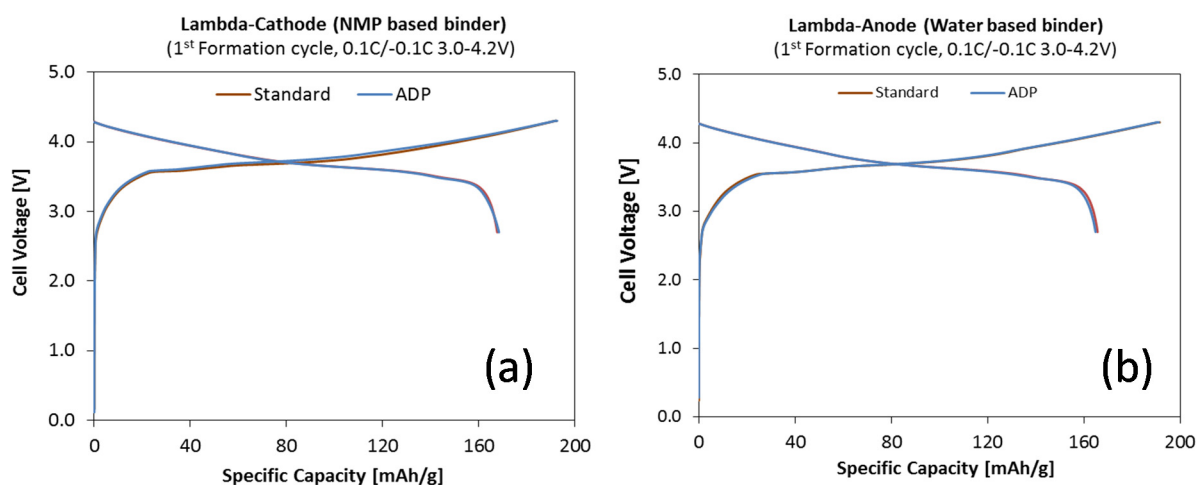 Lambda-Cathode (NMP based binder)
(1st Formation cycle, 0.1C/-0.1C 3.0-4.2V)
5.0
4.0
3.0
2.0
1.0
0.0
Cell Voltage [V]
Standard ADP
(a)
0 40 80 120 160 200
Specific Capacity [mAh/g]
Lambda-Anode (Water based binder)
(1st Formation cycle, 0.1C/-0.1C 3.0-4.2V)
5.0
4.0
3.0
2.0
1.0
0.0
Cell Voltage [V]
Standard ADP
(b)
0 40 80 120 160 200
Specific Capacity [mAh/g]